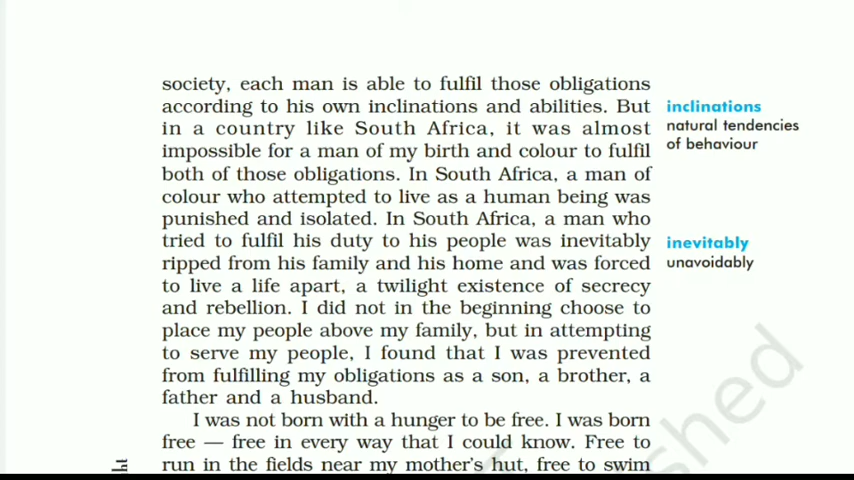 society, each man is able to fulfil those obligations
according to his own inclinations and abilities. But
in a country like South Africa, it was almost
impossible for a man of my birth and colour to fulfil
both of those obligations. In South Africa, a man of
colour who attempted to live as a human being was
punished and isolated. In South Africa, a man who
tried to fulfil his duty to his people was inevitably
ripped from his family and his home and was forced
to live a life apart, a twilight existence of secrecy
and rebellion. I did not in the beginning choose to
place my people above my family, but in attempting
to serve my people, I found that I was prevented
from fulfilling my obligations as a son, a brother, a
father and a husband.
I was not born with a hunger to be free. I was born
free — free in every way that I could know. Free to
run in the fields near my mother's hut, free to swim
inclinations
natural tendencies
of behaviour
inevitably
unavoidably